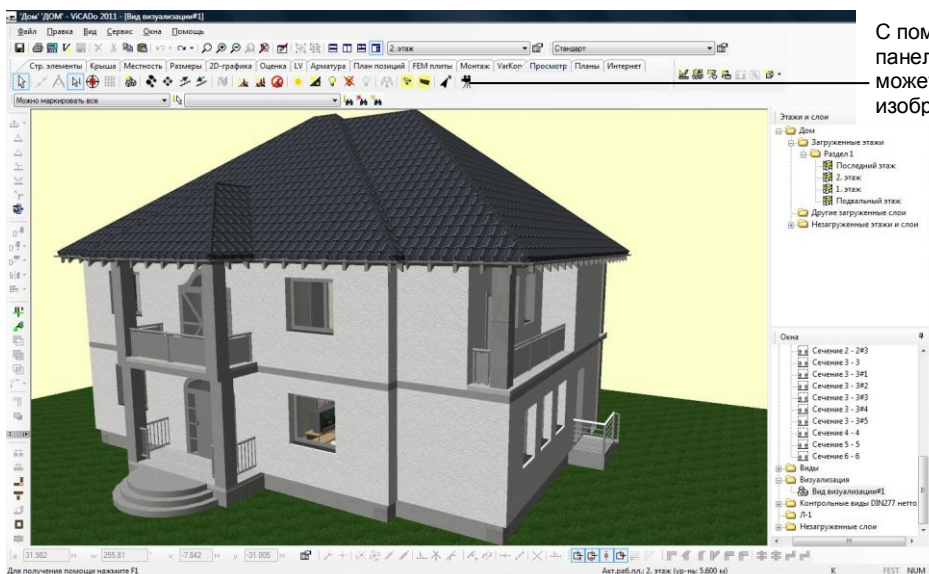 'Дом' 'ДОМ' - ViCADo 2011 - [Вид визуализации#1]
Файл Правка Вид Сервис Окна Помощь
2. этаж Стандарт
Стр. элементы Крыша Местность Размеры 2D-графика Оценка LV Арматура План позиций FEM плиты Монтаж VarKon Просмотр Планы Интернет
Можно маркировать все
С пом
панел
може
изобр
Этажи и слои
Дом
Загруженные этажи
Раздел 1
Последний этаж
2. этаж
1. этаж
Подвальный этаж
Другие загруженные слои
Незагруженные этажи и слои
Окна
Сечение 2 - 2#3
Сечение 3 - 3
Сечение 3 - 3#1
Сечение 3 - 3#2
Сечение 3 - 3#3
Сечение 3 - 3#4
Сечение 3 - 3#5
Сечение 4 - 4
Сечение 5 - 5
Сечение 6 - 6
Виды
Визуализация
Вид визуализации#1
Контрольные виды DIN277 нетто
Л-1
Незагруженные слои
31.982 м 255.81 ° x -7.842 м y -31.005 м
Для получения помощи нажмите F1 Акт.раб.пл.: 2. этаж (ур-нь: 5.600 м) K FEST NUM